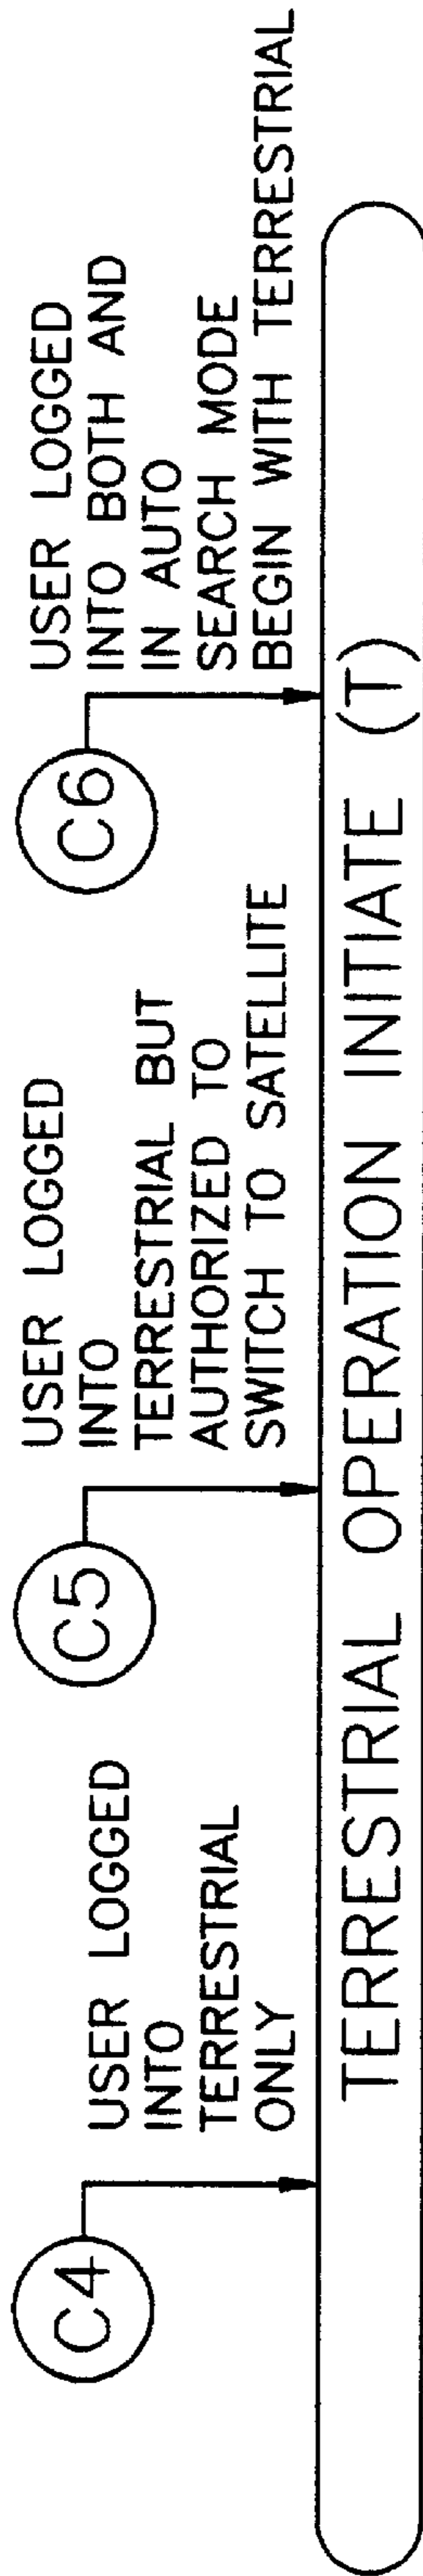 C4
USER LOGGED
INTO
TERRESTRIAL
ONLY
C5
USER LOGGED
INTO
TERRESTRIAL BUT
AUTHORIZED TO
SWITCH TO SATELLITE
C6
USER LOGGED
INTO BOTH AND
IN AUTO
SEARCH MODE
BEGIN WITH TERRESTRIAL
TERRESTRIAL OPERATION INITIATE (T)